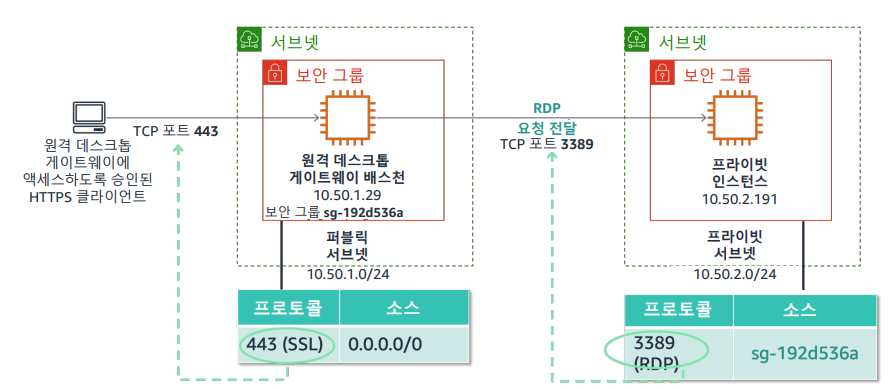 서브넷
보안 그룹
TCP 포트 443
원격 데스크톱
게이트웨이에
액세스하도록 승인된
HTTPS 클라이언트
원격 데스크톱
게이트웨이 배스천
10.50.1.29
보안 그룹 sg-192d536a
퍼블릭
서브넷
10.50.1.0/24
프로토콜 소스
443 (SSL) 0.0.0.0/0
RDP
요청 전달
TCP 포트 3389
서브넷
보안 그룹
프라이빗
인스턴스
10.50.2.191
프라이빗
서브넷
10.50.2.0/24
프로토콜 소스
3389
(RDP) sg-192d536a